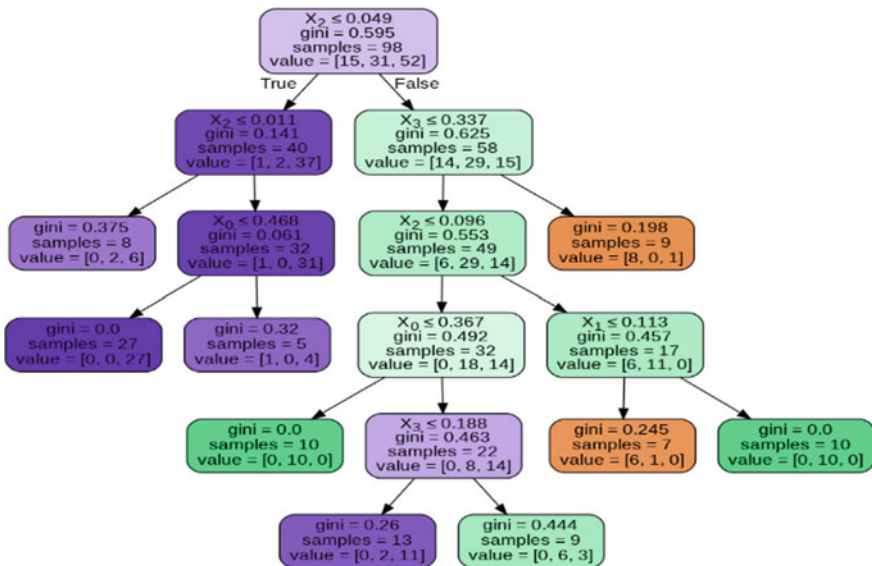 X2 ≤ 0.049
gini = 0.595
samples = 98
value = [15, 31, 52]
True
False
X2 ≤ 0.011
gini = 0.141
samples = 40
value = [1, 2, 37]
X3 ≤ 0.337
gini = 0.625
samples = 58
value = [14, 29, 15]
gini = 0.375
samples = 8
value = [0, 2, 6]
X0 ≤ 0.468
gini = 0.061
samples = 32
value = [1, 0, 31]
X2 ≤ 0.096
gini = 0.553
samples = 49
value = [6, 29, 14]
gini = 0.198
samples = 9
value = [8, 0, 1]
gini = 0.0
samples = 27
value = [0, 0, 27]
gini = 0.32
samples = 5
value = [1, 0, 4]
X0 ≤ 0.367
gini = 0.492
samples = 32
value = [0, 18, 14]
X1 ≤ 0.113
gini = 0.457
samples = 17
value = [6, 11, 0]
gini = 0.0
samples = 10
value = [0, 10, 0]
X3 ≤ 0.188
gini = 0.463
samples = 22
value = [0, 8, 14]
gini = 0.245
samples = 7
value = [6, 1, 0]
gini = 0.0
samples = 10
value = [0, 10, 0]
gini = 0.26
samples = 13
value = [0, 2, 11]
gini = 0.444
samples = 9
value = [0, 6, 3]